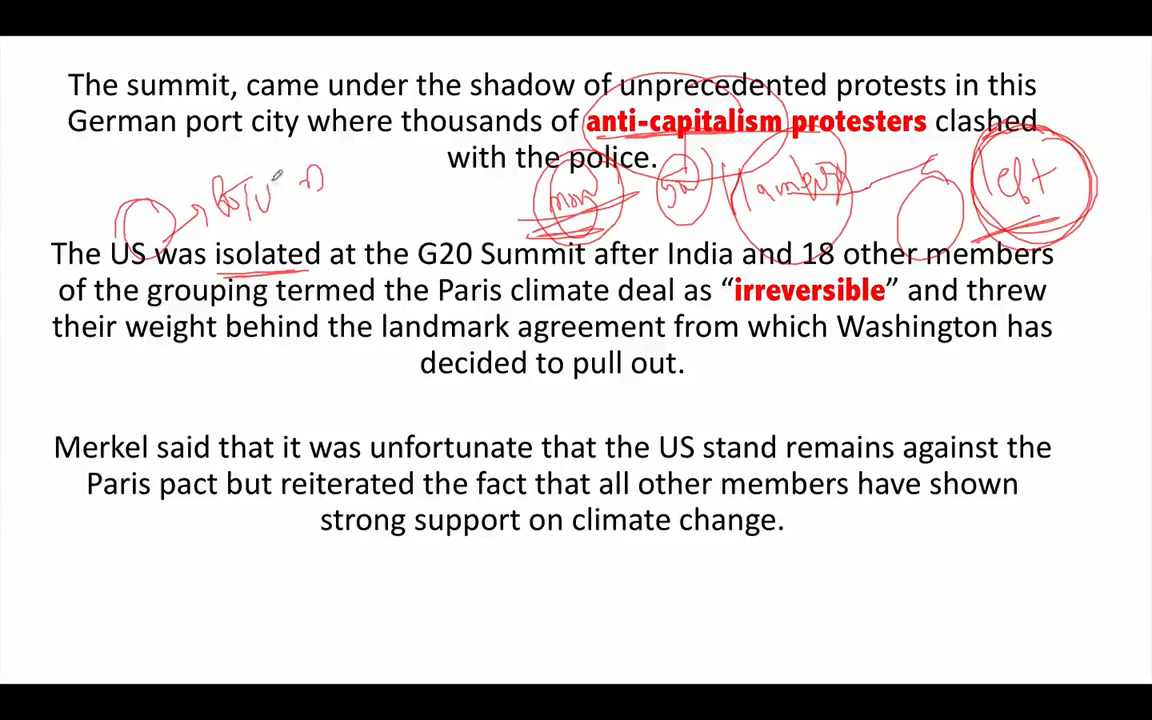 The summit, came under the shadow of unprecedented protests in this
German port city where thousands of anti-capitalism protesters clashed
with the police.
left
The US was isolated at the G20 Summit after India and 18 other members
of the grouping termed the Paris climate deal as “irreversible” and threw
their weight behind the landmark agreement from which Washington has
decided to pull out.
Merkel said that it was unfortunate that the US stand remains against the
Paris pact but reiterated the fact that all other members have shown
strong support on climate change.